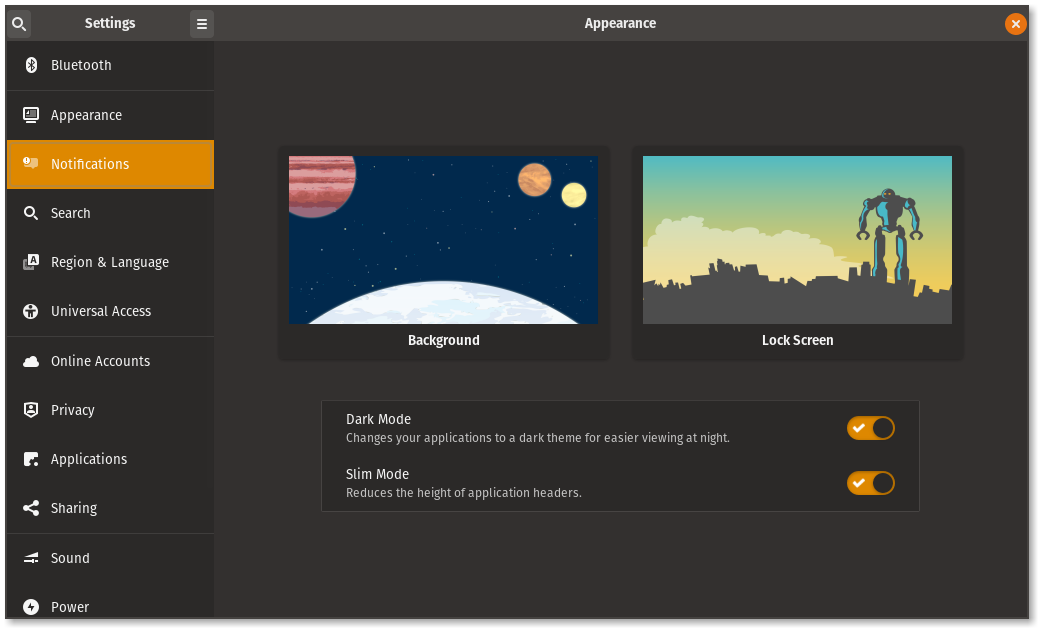 Settings
Appearance
Bluetooth
Appearance
Notifications
Search
Region & Language
Universal Access
Online Accounts
Privacy
Applications
Sharing
Sound
Power
Background
Lock Screen
Dark Mode
Changes your applications to a dark theme for easier viewing at night.
Slim Mode
Reduces the height of application headers.